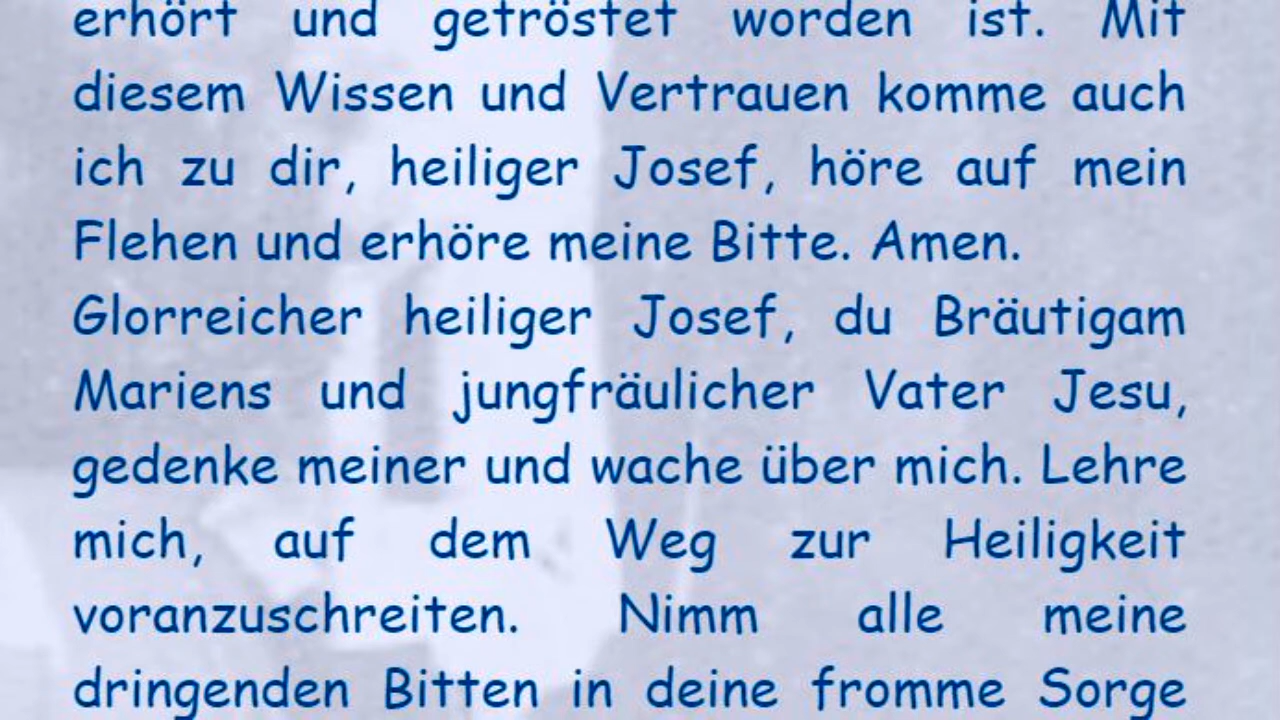 erhört und getröstet worden ist. Mit
diesem Wissen und Vertrauen komme auch
ich zu dir, heiliger Josef, höre auf mein
Flehen und erhöre meine Bitte. Amen.
Glorreicher heiliger Josef, du Bräutigam
Mariens und jungfräulicher Vater Jesu,
gedenke meiner und wache über mich. Lehre
mich, auf dem Weg zur Heiligkeit
voranzuschreiten. Nimm alle meine
dringenden Bitten in deine fromme Sorge